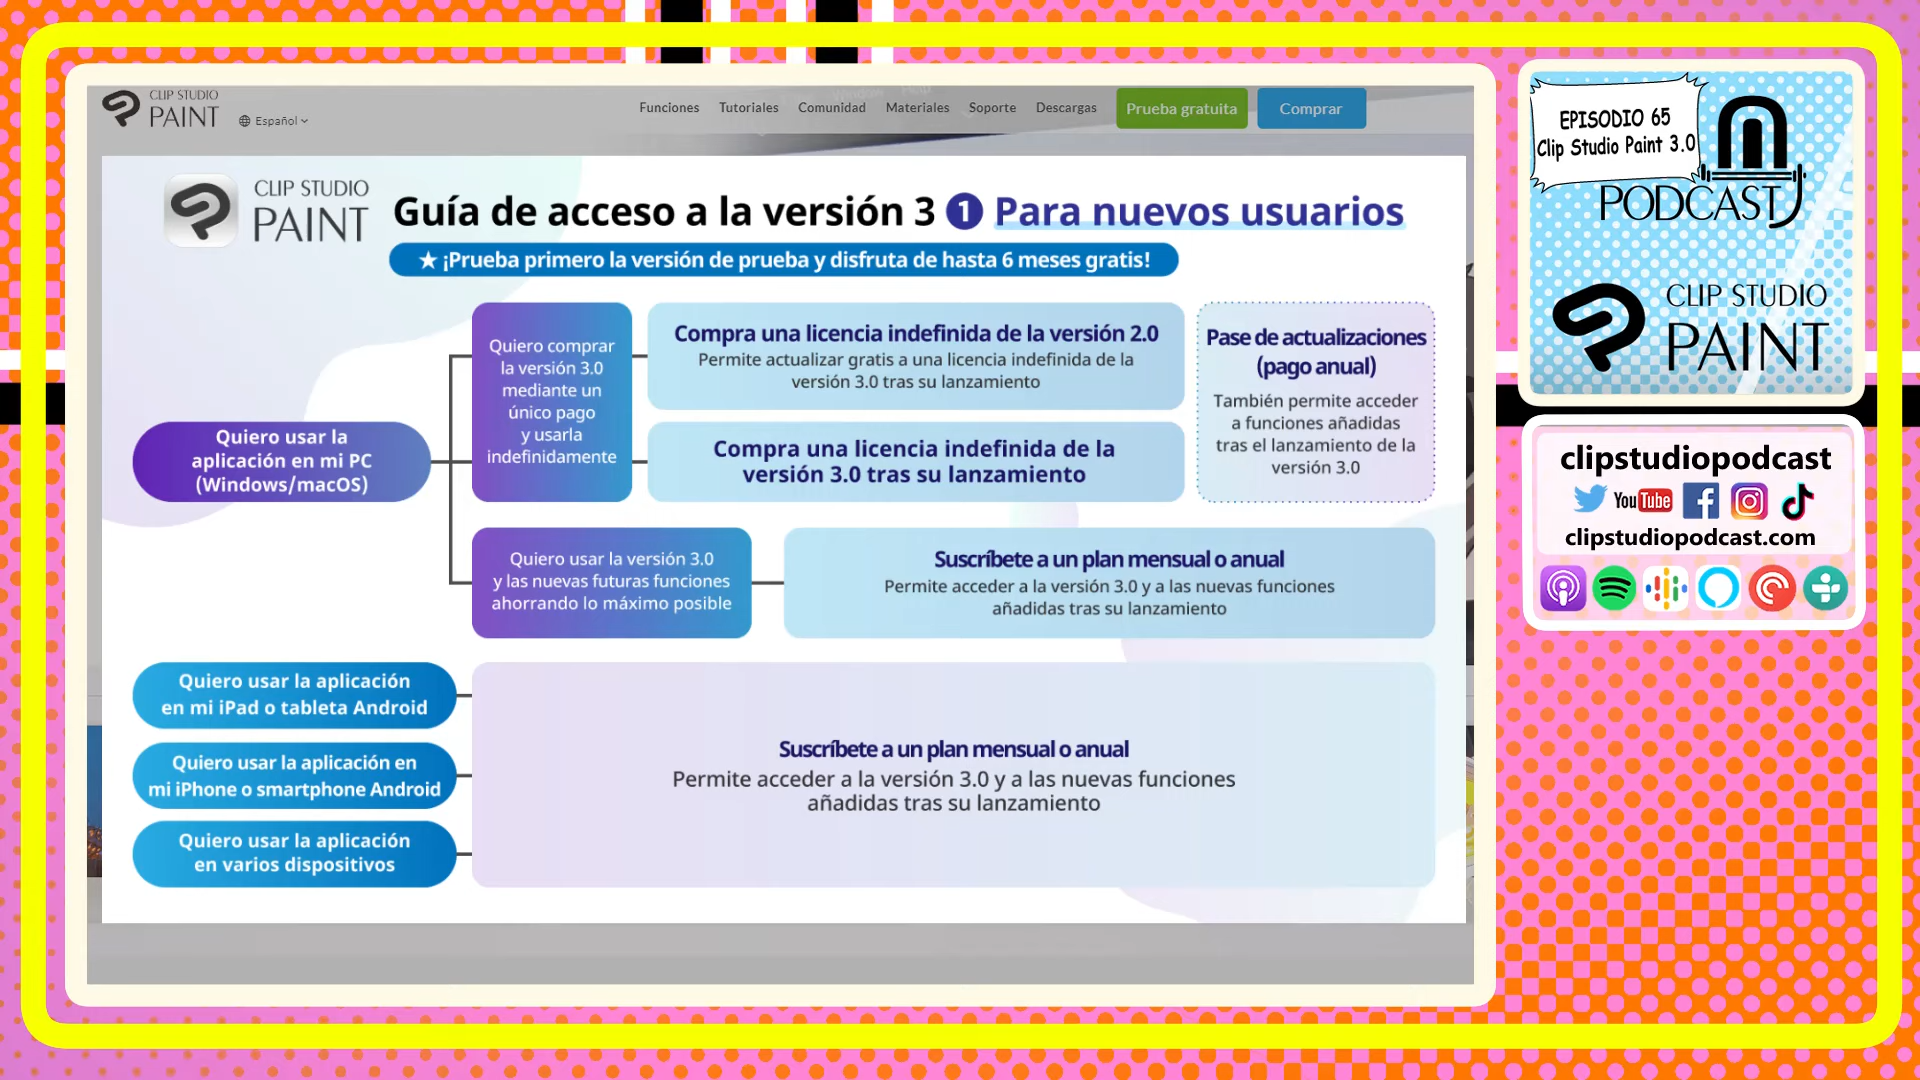 CLIP STUDIO
PAINT
Español
Funciones
Tutoriales
Comunidad
Materiales
Soporte
Descargas
Prueba gratuita
Comprar
CLIP STUDIO
PAINT
Guía de acceso a la versión 3 1 Para nuevos usuarios
★ ¡Prueba primero la versión de prueba y disfruta de hasta 6 meses gratis!
Quiero usar la
aplicación en mi PC
(Windows/macOS)
Quiero comprar
la versión 3.0
mediante un
único pago
y usarla
indefinidamente
Compra una licencia indefinida de la versión 2.0
Permite actualizar gratis a una licencia indefinida de la
versión 3.0 tras su lanzamiento
Compra una licencia indefinida de la
versión 3.0 tras su lanzamiento
Pase de actualizaciones
(pago anual)
También permite acceder
a funciones añadidas
tras el lanzamiento de la
versión 3.0
Quiero usar la versión 3.0
y las nuevas futuras funciones
ahorrando lo máximo posible
Suscríbete a un plan mensual o anual
Permite acceder a la versión 3.0 y a las nuevas funciones
añadidas tras su lanzamiento
Quiero usar la aplicación
en mi iPad o tableta Android
Quiero usar la aplicación en
mi iPhone o smartphone Android
Quiero usar la aplicación
en varios dispositivos
Suscríbete a un plan mensual o anual
Permite acceder a la versión 3.0 y a las nuevas funciones
añadidas tras su lanzamiento
EPISODIO 65
Clip Studio Paint 3.0
PODCAST
CLIP STUDIO
PAINT
clipstudiopodcast
YouTube
clipstudiopodcast.com